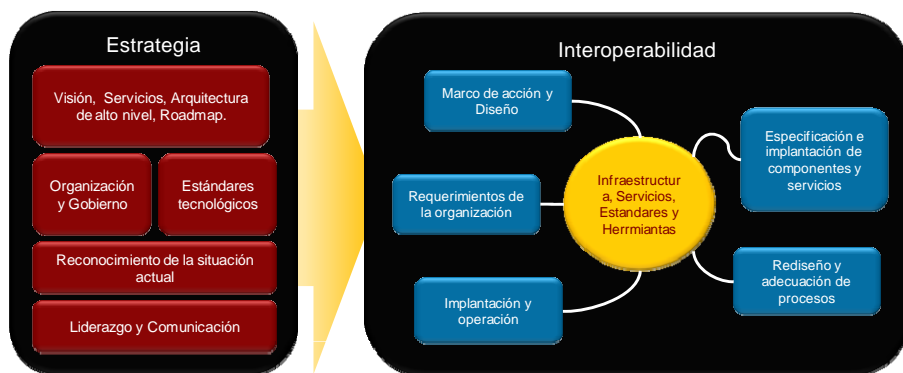 Estrategia
Visión, Servicios, Arquitectura
de alto nivel, Roadmap.
Organización
y Gobierno
Estándares
tecnológicos
Reconocimiento de la situación
actual
Liderazgo y Comunicación
Interoperabilidad
Marco de acción y
Diseño
Requerimientos de
la organización
Implantación y
operación
Infraestructur
a, Servicios,
Estandares y
Herrmiantas
Especificación e
implantación de
componentes y
servicios
Rediseño y
adecuación de
procesos